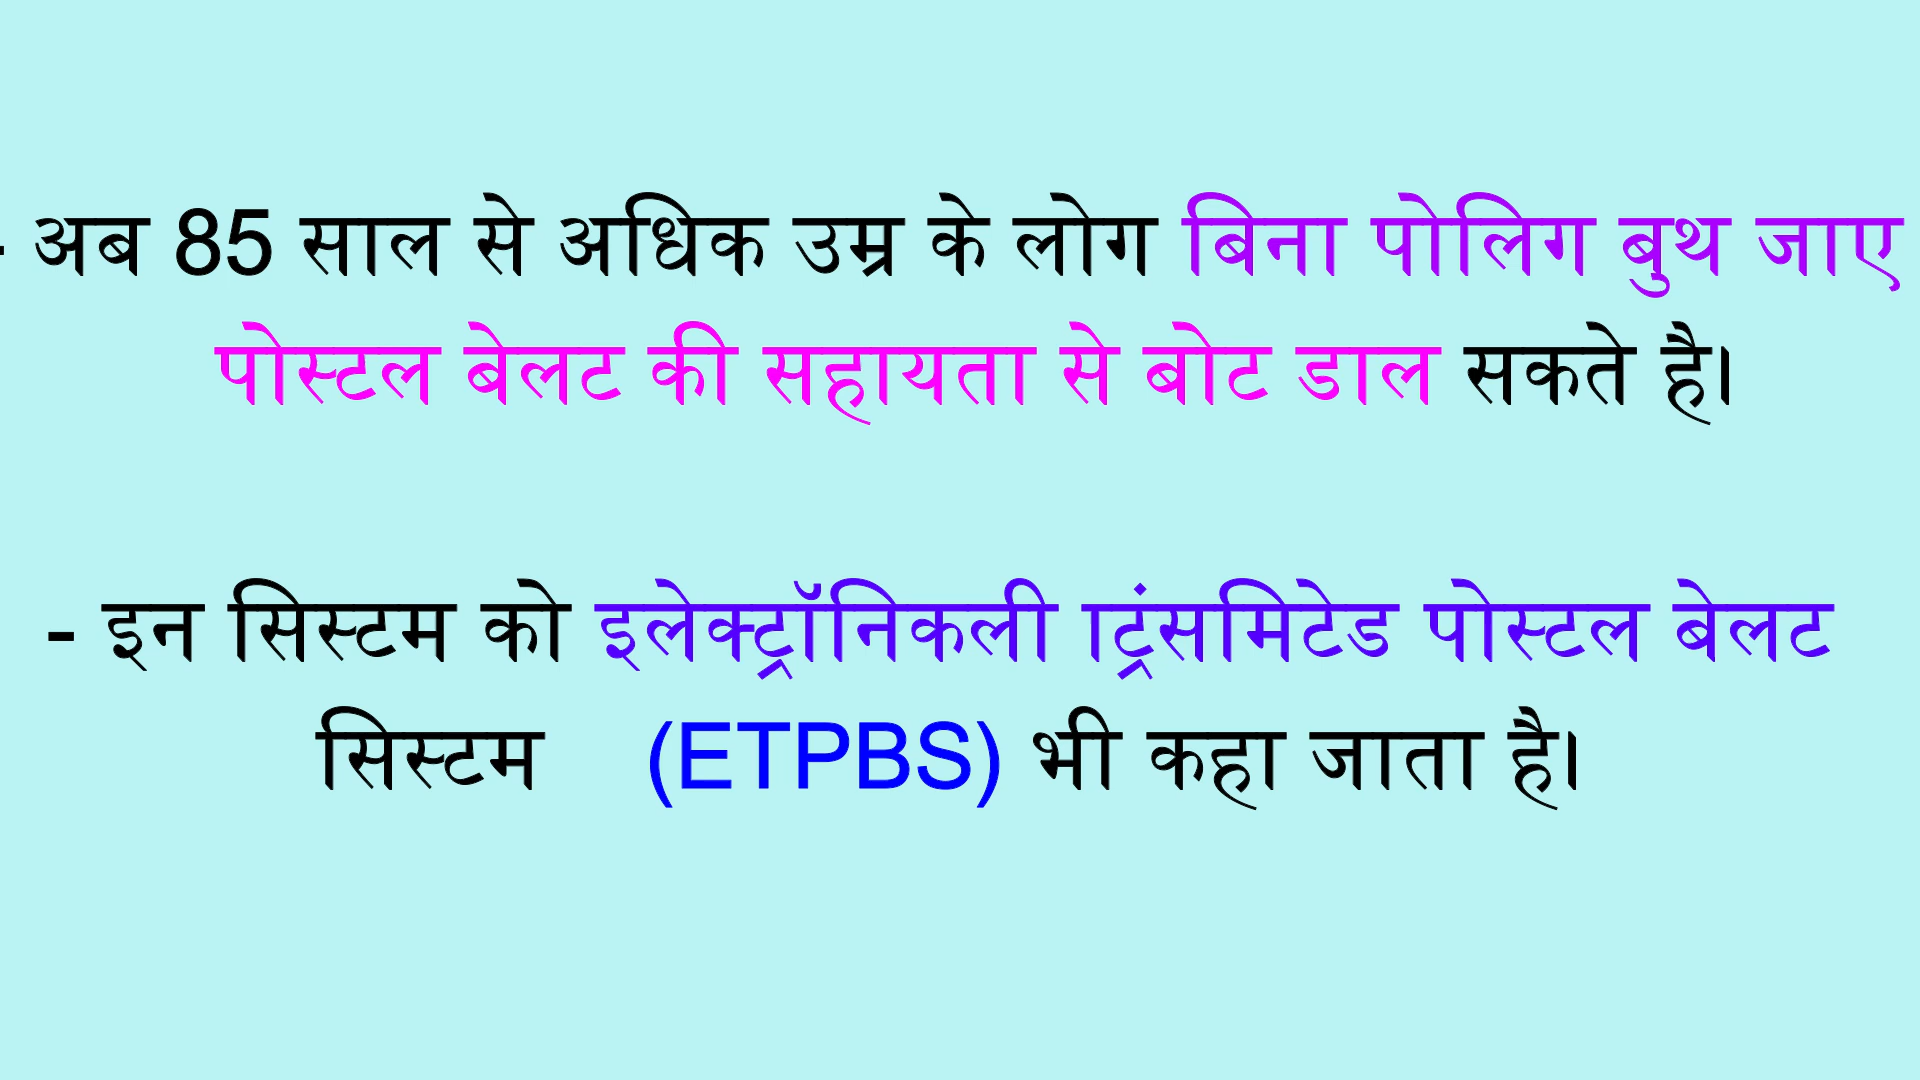 - अब 85 साल से अधिक उम्र के लोग बिना पोलिग बुथ जाए
पोस्टल बेलट की सहायता से बोट डाल सकते है।
- इन सिस्टम को इलेक्ट्रॉनिकली ट्रिंसमिटेड पोस्टल बेलट
सिस्टम (ETPBS) भी कहा जाता है।